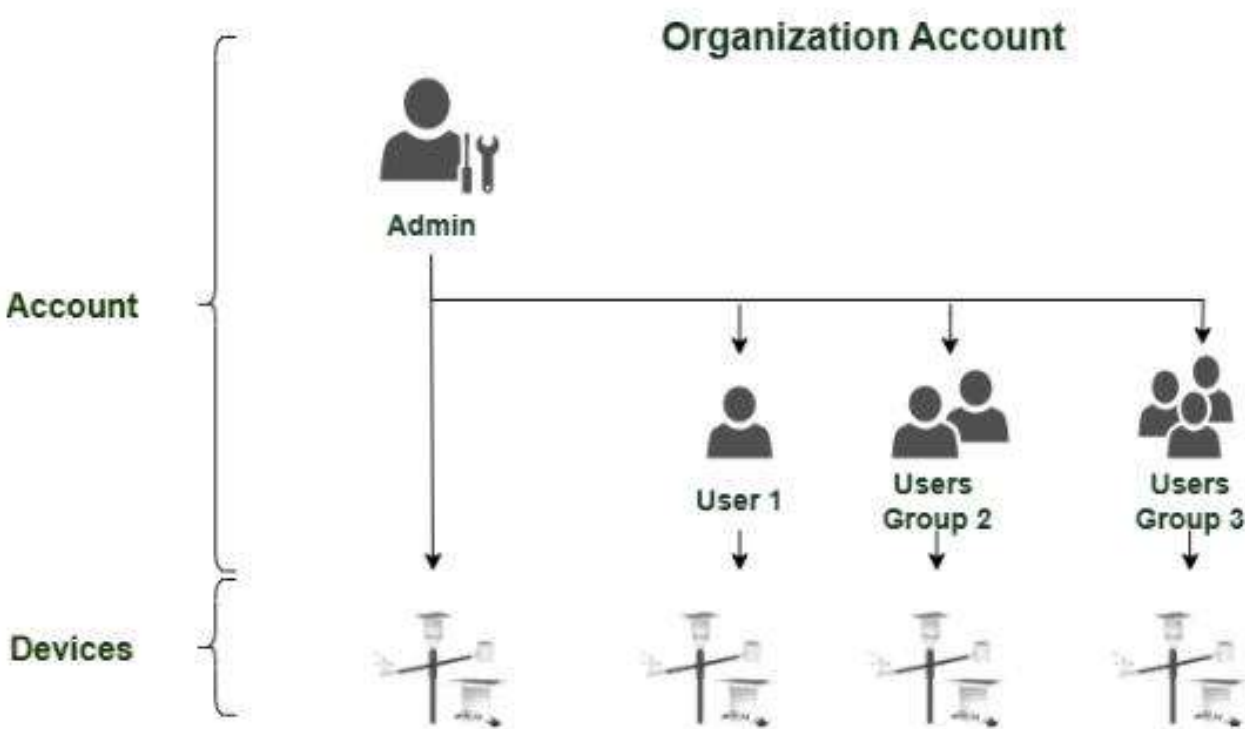 Organization Account
Admin
Account
User 1
Users
Group 2
Users
Group 3
Devices